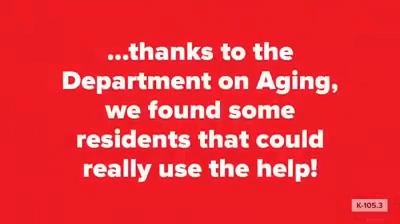 ...thanks to the
Department on Aging,
we found some
residents that could
really use the help!
K-105.3